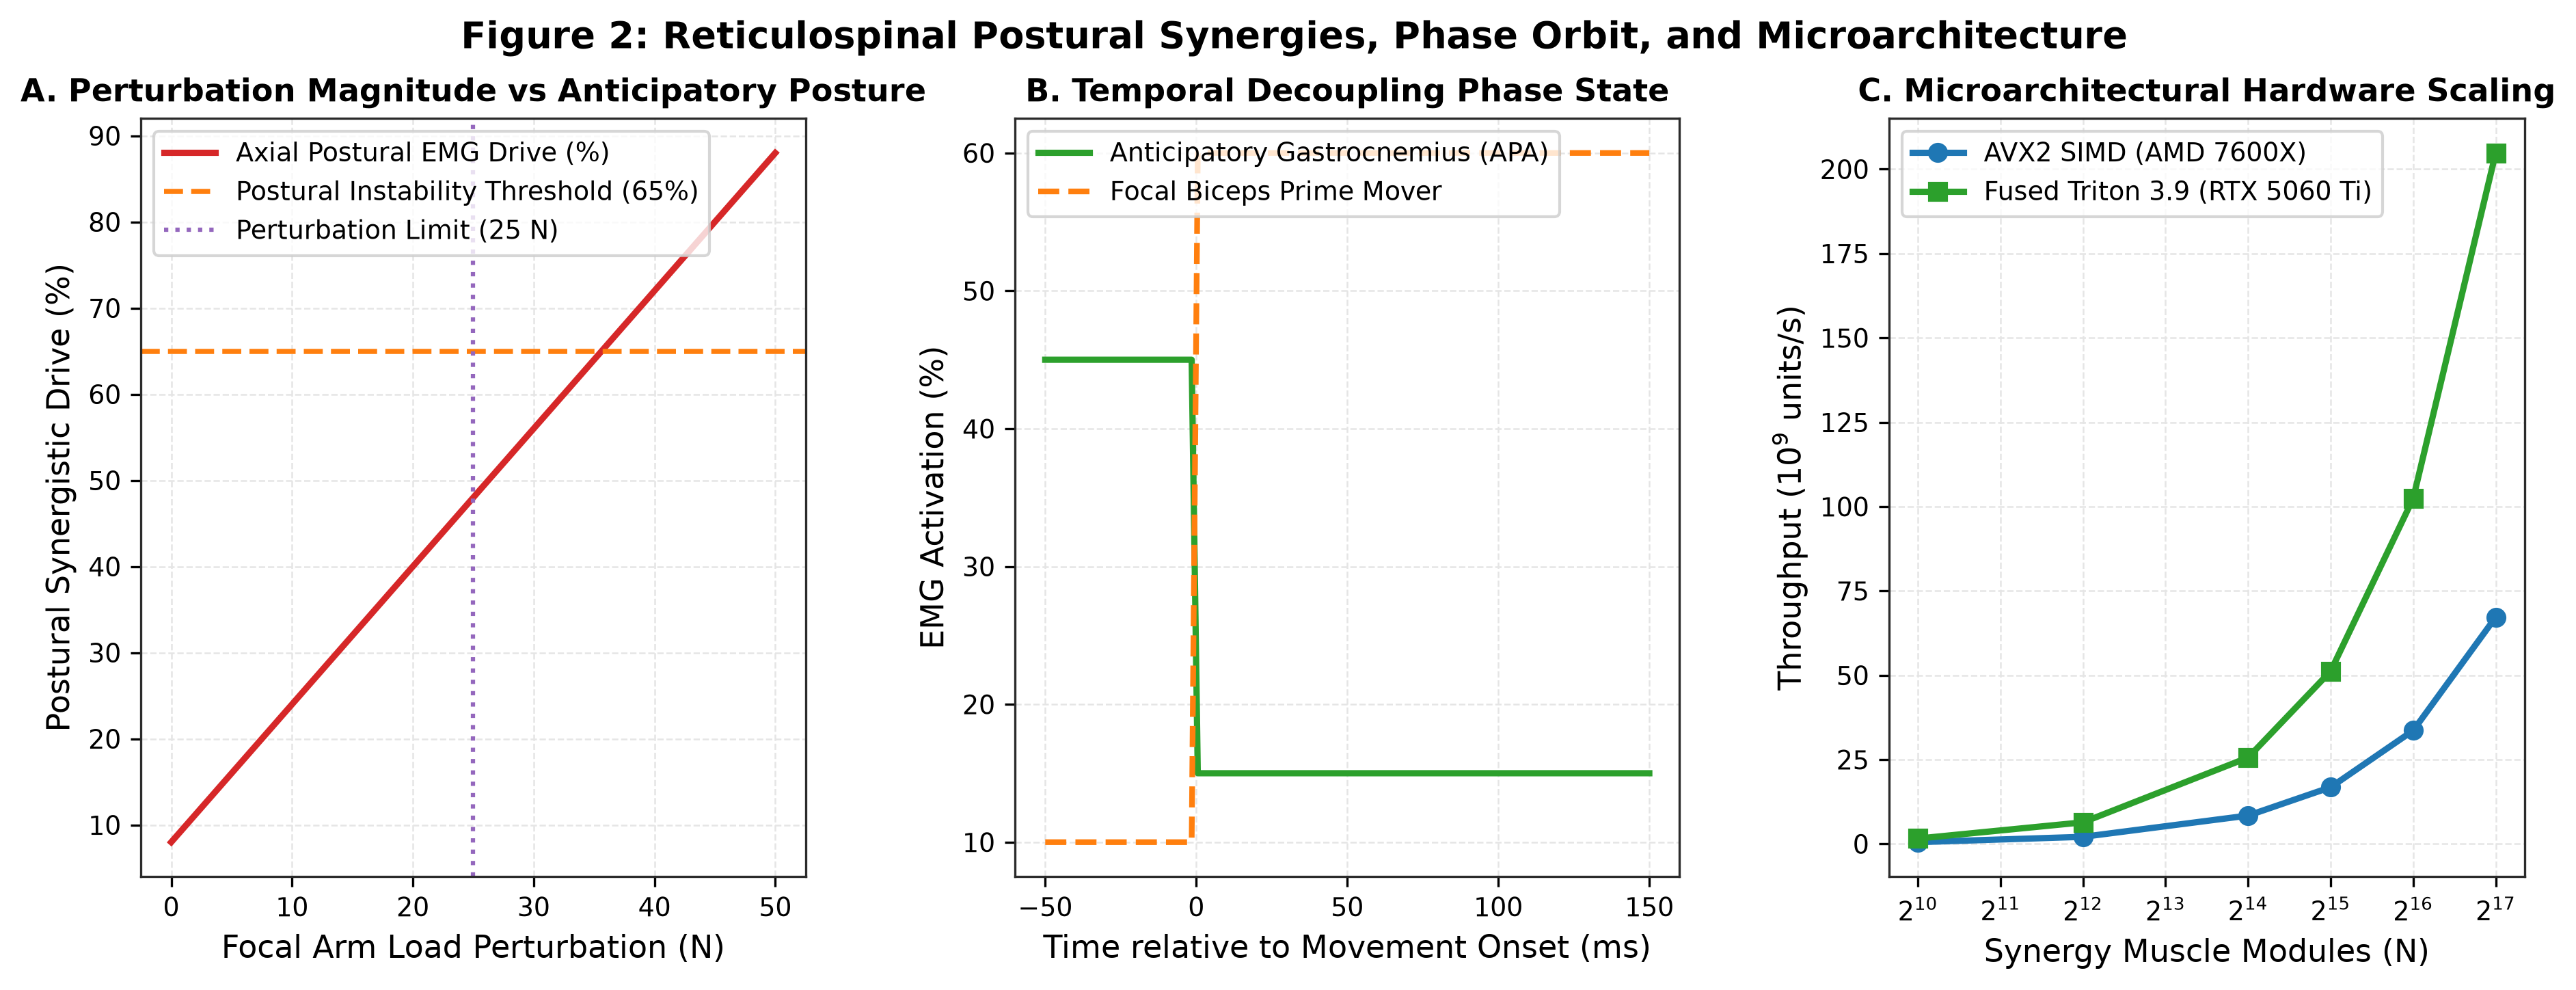 Figure 2: Reticulospinal Postural Synergies, Phase Orbit, and Microarchitecture
A. Perturbation Magnitude vs Anticipatory Posture
Axial Postural EMG Drive (%)
Postural Instability Threshold (65%)
Perturbation Limit (25 N)
Postural Synergistic Drive (%)
90
80
70
60
50
40
30
20
10
0 10 20 30 40 50
Focal Arm Load Perturbation (N)
B. Temporal Decoupling Phase State
Anticipatory Gastrocnemius (APA)
Focal Biceps Prime Mover
EMG Activation (%)
60
50
40
30
20
10
−50 0 50 100 150
Time relative to Movement Onset (ms)
C. Microarchitectural Hardware Scaling
AVX2 SIMD (AMD 7600X)
Fused Triton 3.9 (RTX 5060 Ti)
Throughput (10⁹ units/s)
200
175
150
125
100
75
50
25
0
2¹⁰ 2¹¹ 2¹² 2¹³ 2¹⁴ 2¹⁵ 2¹⁶ 2¹⁷
Synergy Muscle Modules (N)